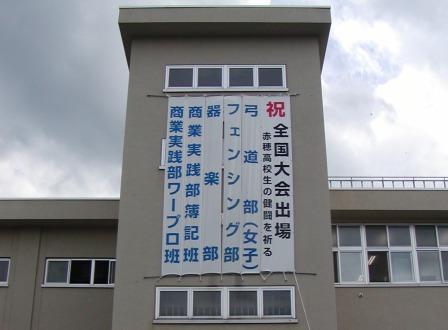 祝 全国大会出場
赤穂高校生の健闘を祈る
弓道部(女子)
フェンシング部
器楽部
商業実践部簿記班
商業実践部ワープロ班